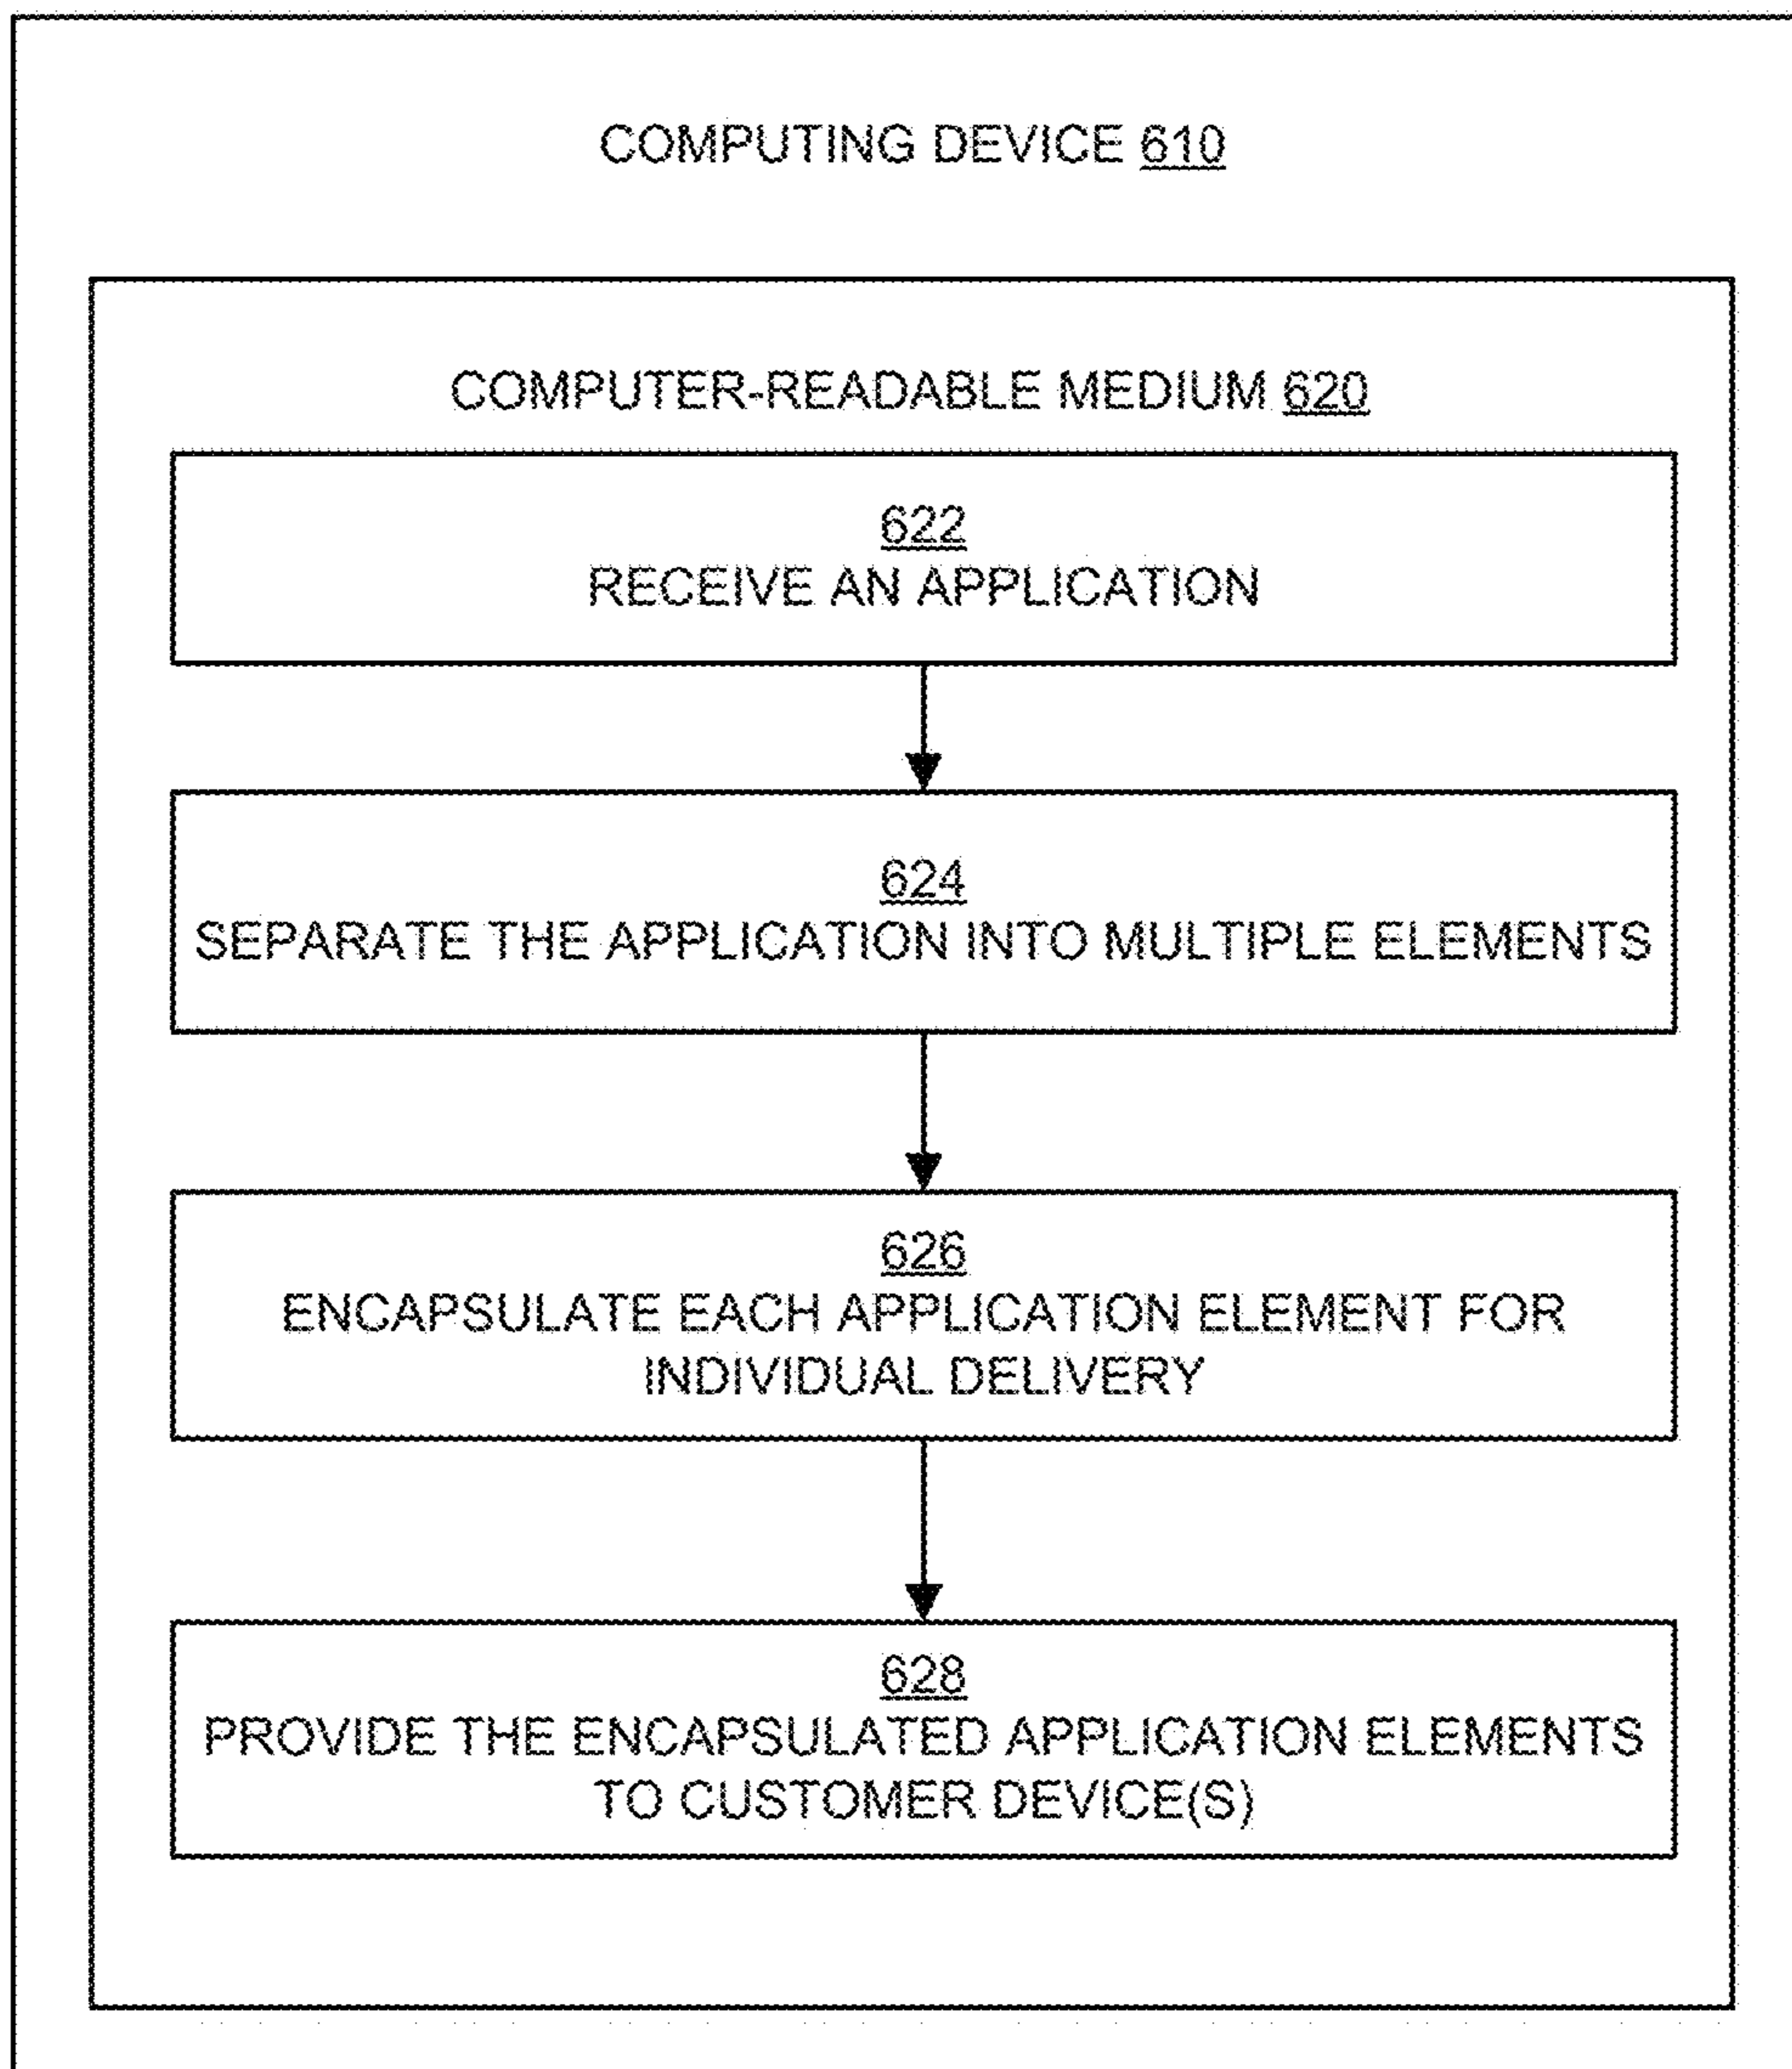 COMPUTING DEVICE 610
COMPUTER-READABLE MEDIUM 620
622
RECEIVE AN APPLICATION
624
SEPARATE THE APPLICATION INTO MULTIPLE ELEMENTS
626
ENCAPSULATE EACH APPLICATION ELEMENT FOR
INDIVIDUAL DELIVERY
628
PROVIDE THE ENCAPSULATED APPLICATION ELEMENTS
TO CUSTOMER DEVICE(S)